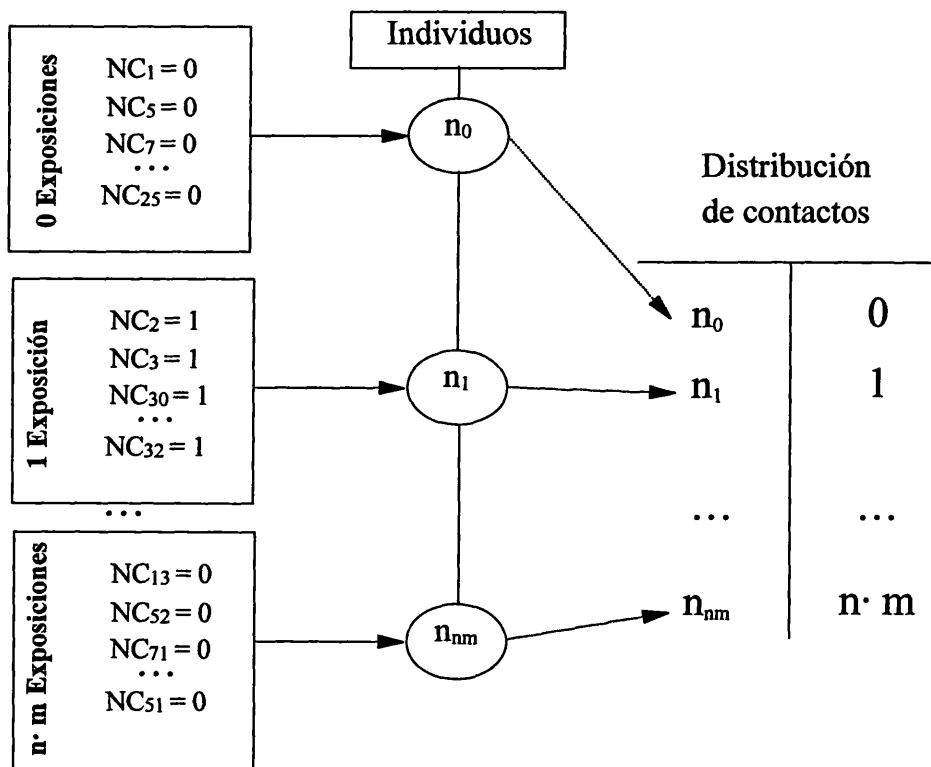 Individuos
0 Exposiciones
NC₁ = 0
NC₅ = 0
NC₇ = 0
...
NC₂₅ = 0
n₀
Distribución
de contactos
1 Exposición
NC₂ = 1
NC₃ = 1
NC₃₀ = 1
...
NC₃₂ = 1
...
n₁
n₀ 0
n₁ 1
... ...
nₙₘ n· m
n· m Exposiciones
NC₁₃ = 0
NC₅₂ = 0
NC₇₁ = 0
...
NC₅₁ = 0
nₙₘ